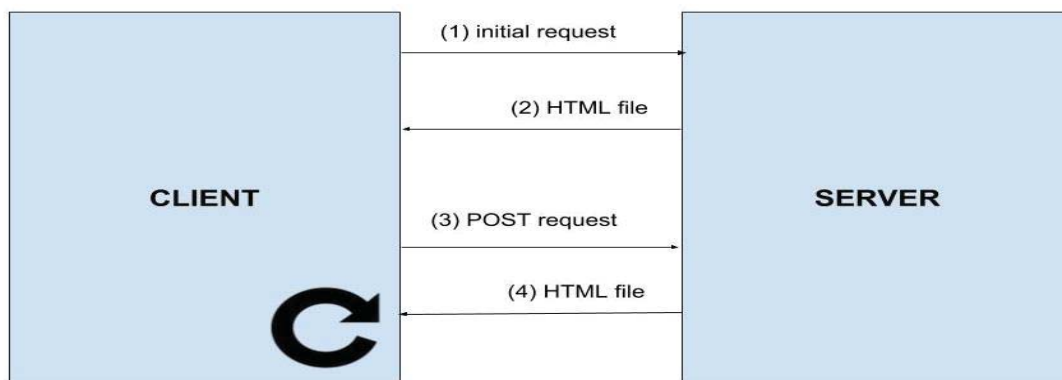 (1) initial request
(2) HTML file
CLIENT
SERVER
(3) POST request
(4) HTML file